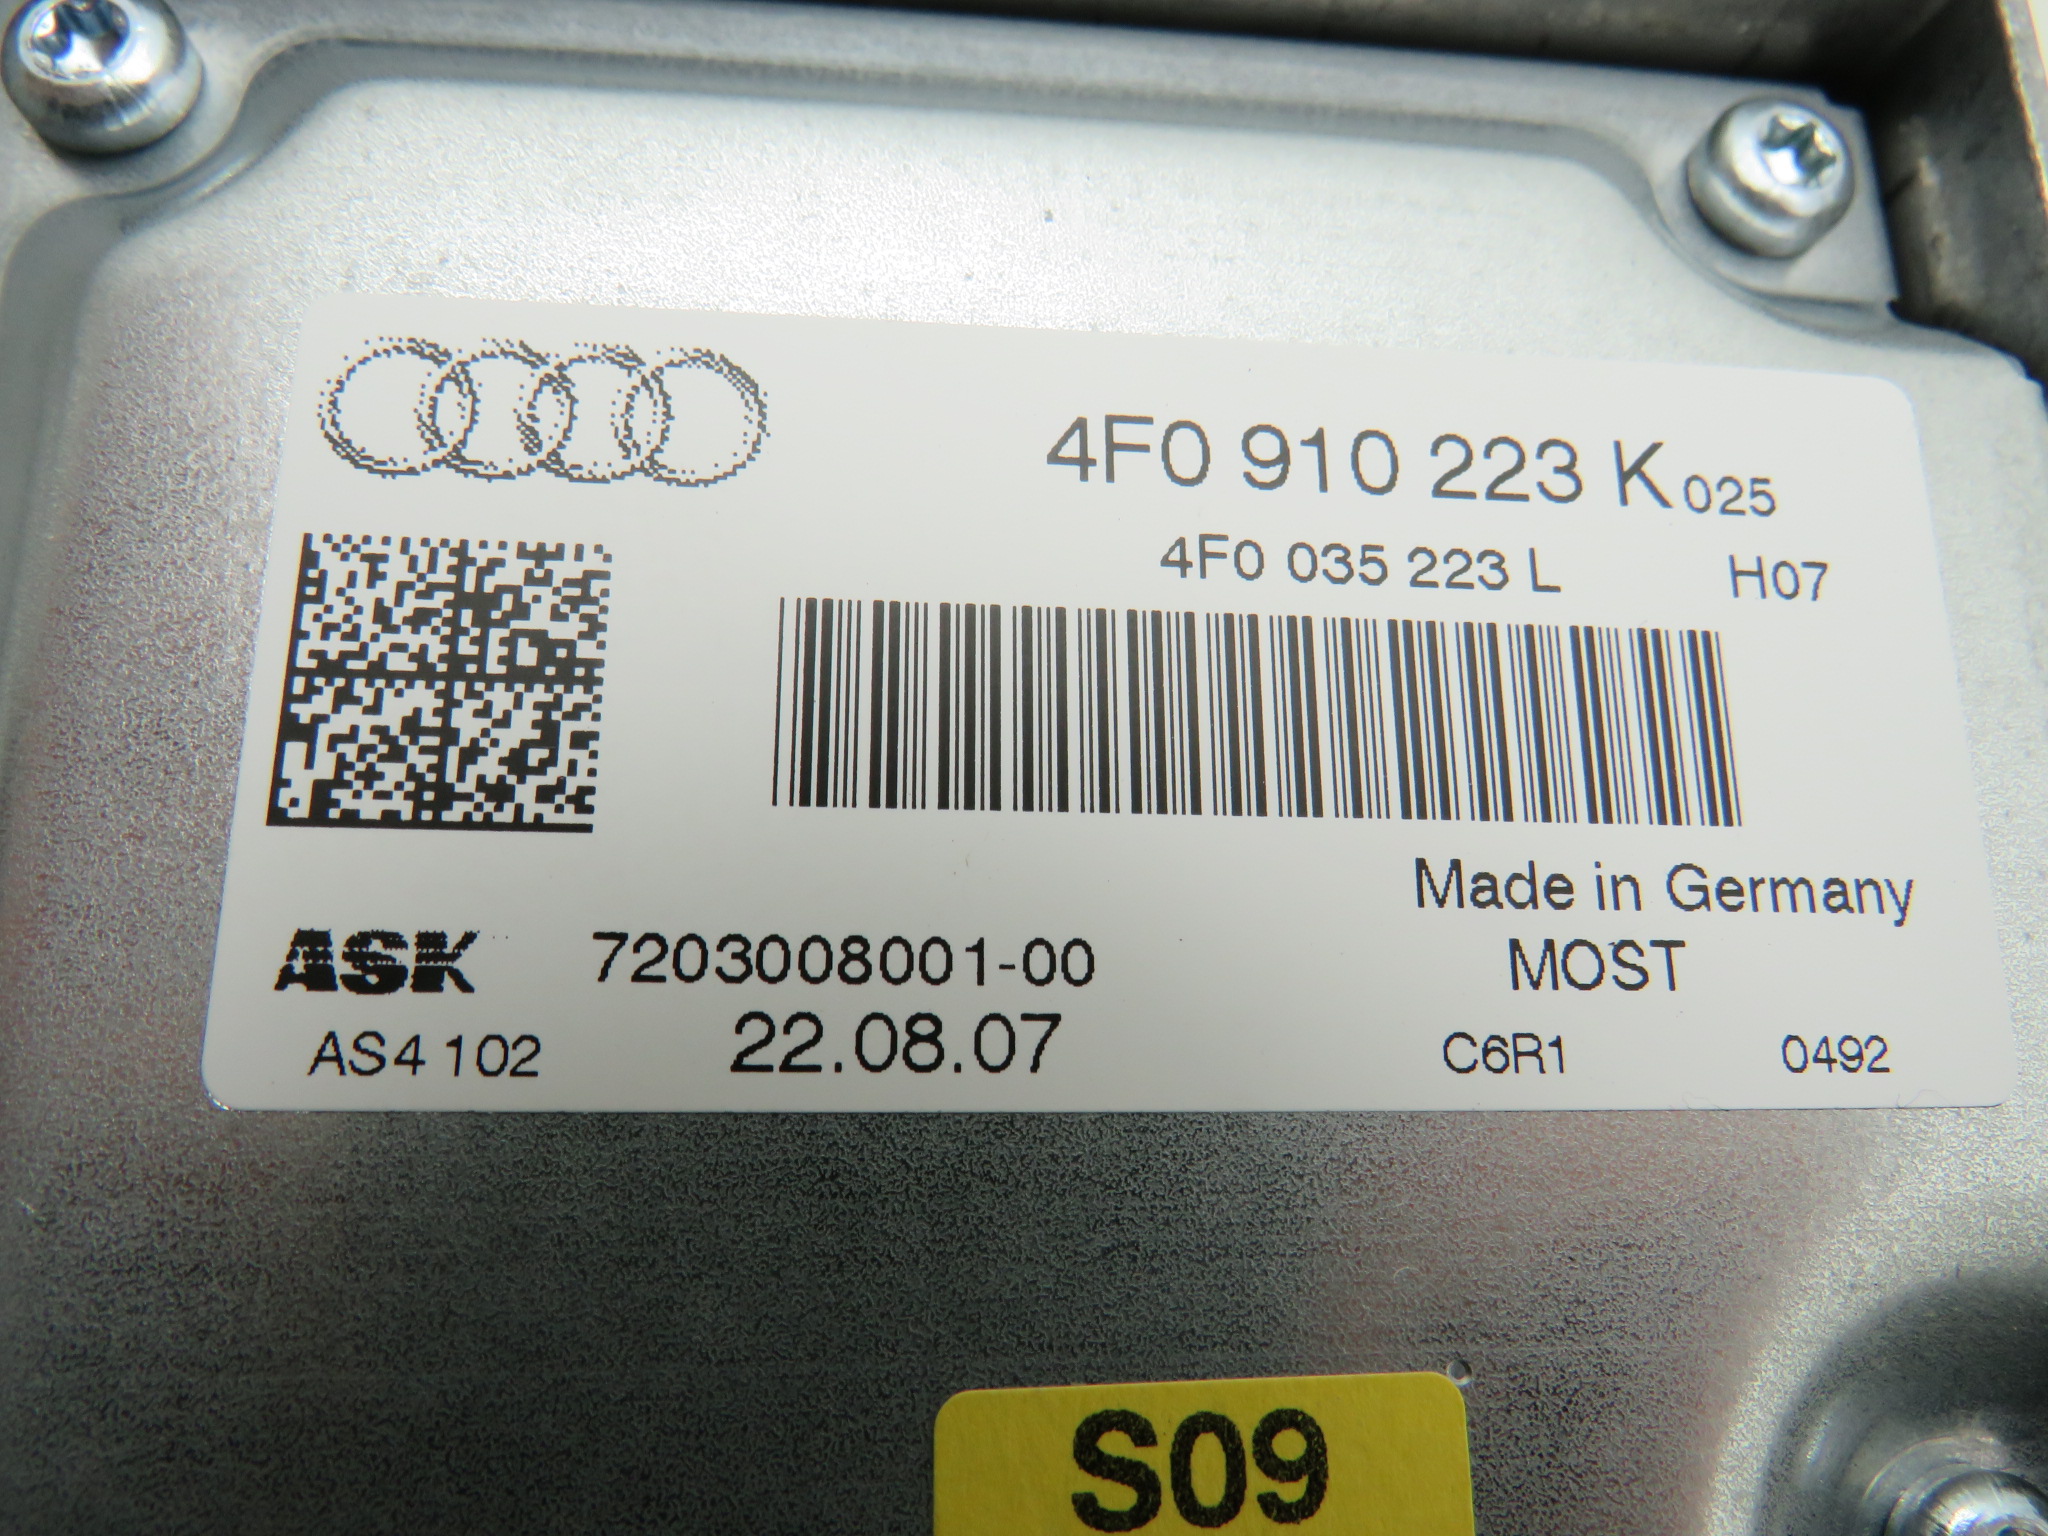 4F0 910 223 K 025
4F0 035 223 L H07
Made in Germany
ASK 7203008001-00 MOST
AS4 102 22.08.07 C6R1 0492
S09